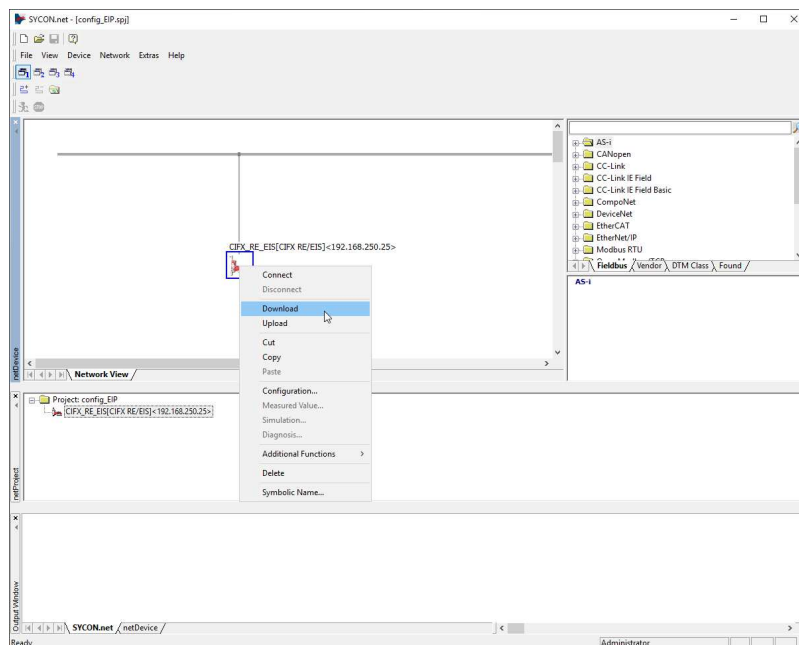 SYCON.net - [config_EIP.spj]
File View Device Network Extras Help
AS-i
CANopen
CC-Link
CC-Link IE Field
CC-Link IE Field Basic
CompoNet
DeviceNet
EtherCAT
EtherNet/IP
Modbus RTU
Fieldbus Vendor DTM Class Found
AS-i
CIFX_RE_EIS[CIFX RE/EIS]<192.168.250.25>
Connect
Disconnect
Download
Upload
Cut
Copy
Paste
Configuration...
Measured Value...
Simulation...
Diagnosis...
Additional Functions
Delete
Symbolic Name...
netDevice
Network View
Project: config_EIP
CIFX_RE_EIS[CIFX RE/EIS]<192.168.250.25>
netProject
Output Window
SYCON.net netDevice
Ready
Administrator